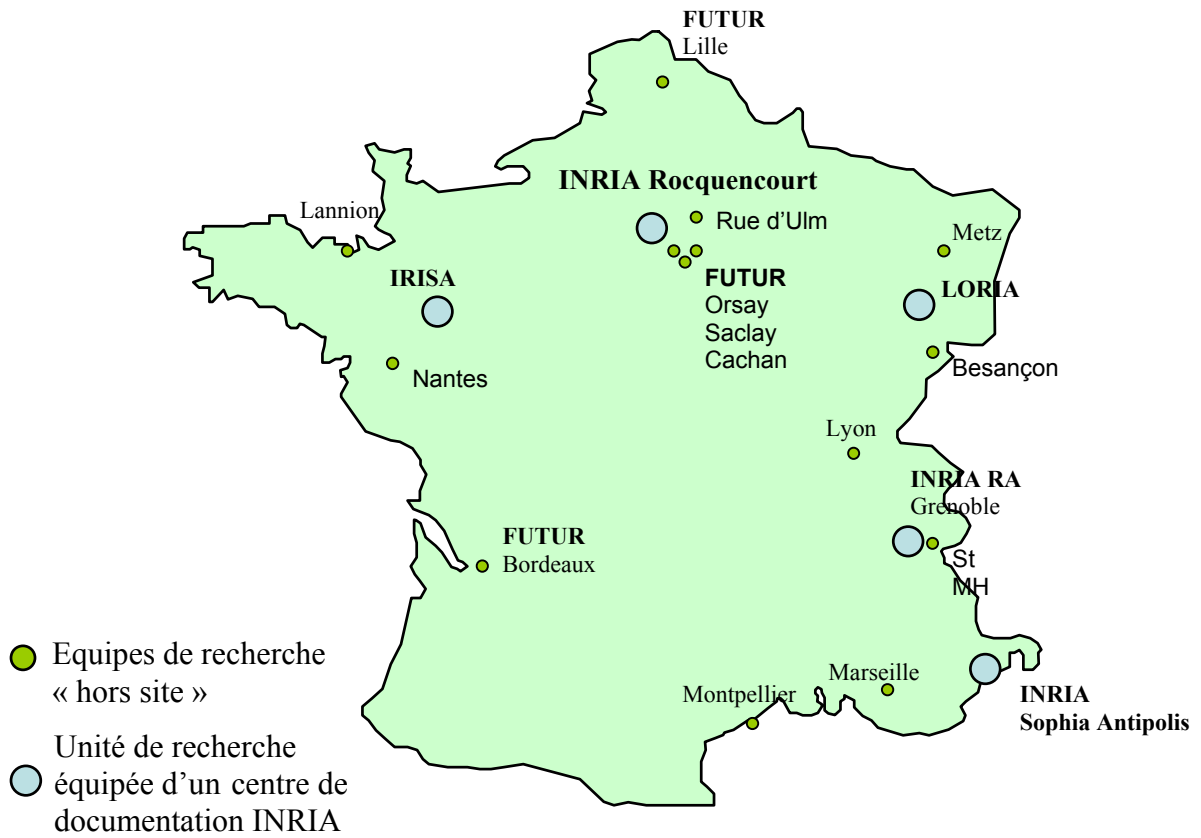 FUTUR
Lille
INRIA Rocquencourt
Lannion
Rue d’Ulm
Metz
IRISA
FUTUR
Orsay
Saclay
Cachan
LORIA
Nantes
Besançon
Lyon
INRIA RA
Grenoble
FUTUR
Bordeaux
St
MH
Equipes de recherche
« hors site »
Marseille
Montpellier
INRIA
Sophia Antipolis
Unité de recherche
équipée d’un centre de
documentation INRIA